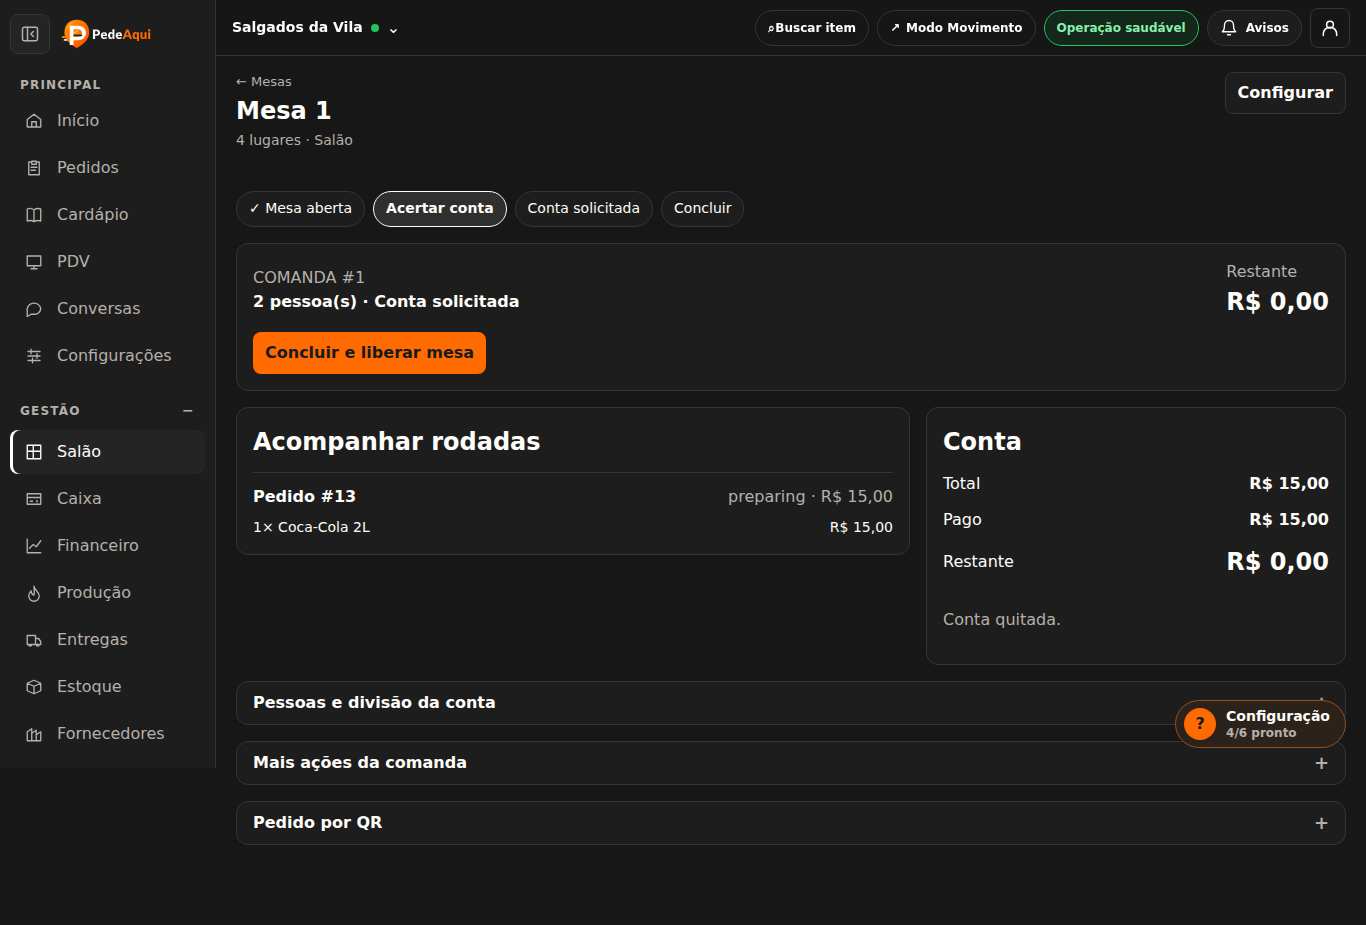 PedeAqui
PRINCIPAL
Início
Pedidos
Cardápio
PDV
Conversas
Configurações
GESTÃO −
Salão
Caixa
Financeiro
Produção
Entregas
Estoque
Fornecedores
Salgados da Vila
Buscar item
↗ Modo Movimento
Operação saudável
Avisos
← Mesas
Mesa 1
4 lugares · Salão
Configurar
✓ Mesa aberta
Acertar conta
Conta solicitada
Concluir
COMANDA #1
2 pessoa(s) · Conta solicitada
Restante
R$ 0,00
Concluir e liberar mesa
Acompanhar rodadas
Pedido #13 preparing · R$ 15,00
1× Coca-Cola 2L R$ 15,00
Conta
Total R$ 15,00
Pago R$ 15,00
Restante R$ 0,00
Conta quitada.
Pessoas e divisão da conta
? Configuração
4/6 pronto
Mais ações da comanda +
Pedido por QR +